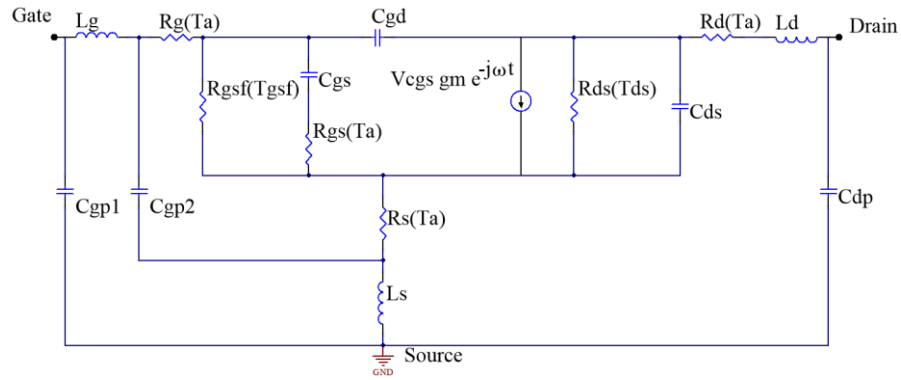 Gate
Lg
Rg(Ta)
Cgd
Rd(Ta)
Ld
Drain
Rgsf(Tgsf)
Cgs
Vcgs gm e^-jωt
Rds(Tds)
Cds
Rgs(Ta)
Cgp1
Cgp2
Rs(Ta)
Cdp
Ls
Source
GND